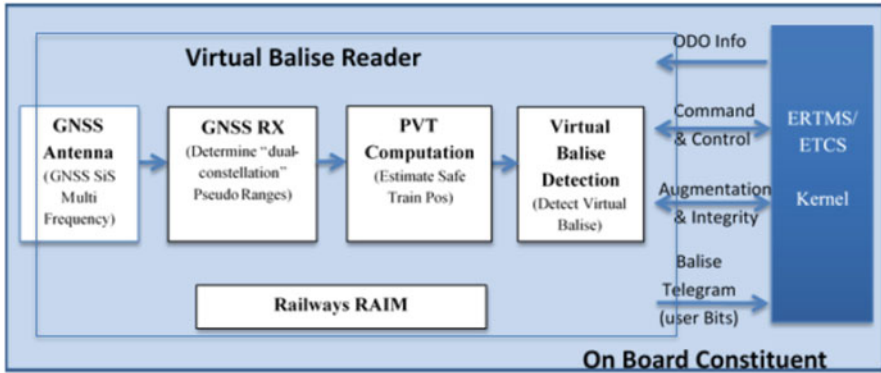 Virtual Balise Reader
GNSS
Antenna
(GNSS SiS
Multi
Frequency)
GNSS RX
(Determine “dual-
constellation”
Pseudo Ranges)
PVT
Computation
(Estimate Safe
Train Pos)
Virtual
Balise
Detection
(Detect Virtual
Balise)
Railways RAIM
ODO Info
Command
& Control
Augmentation
& Integrity
Balise
Telegram
(user Bits)
ERTMS/
ETCS
Kernel
On Board Constituent